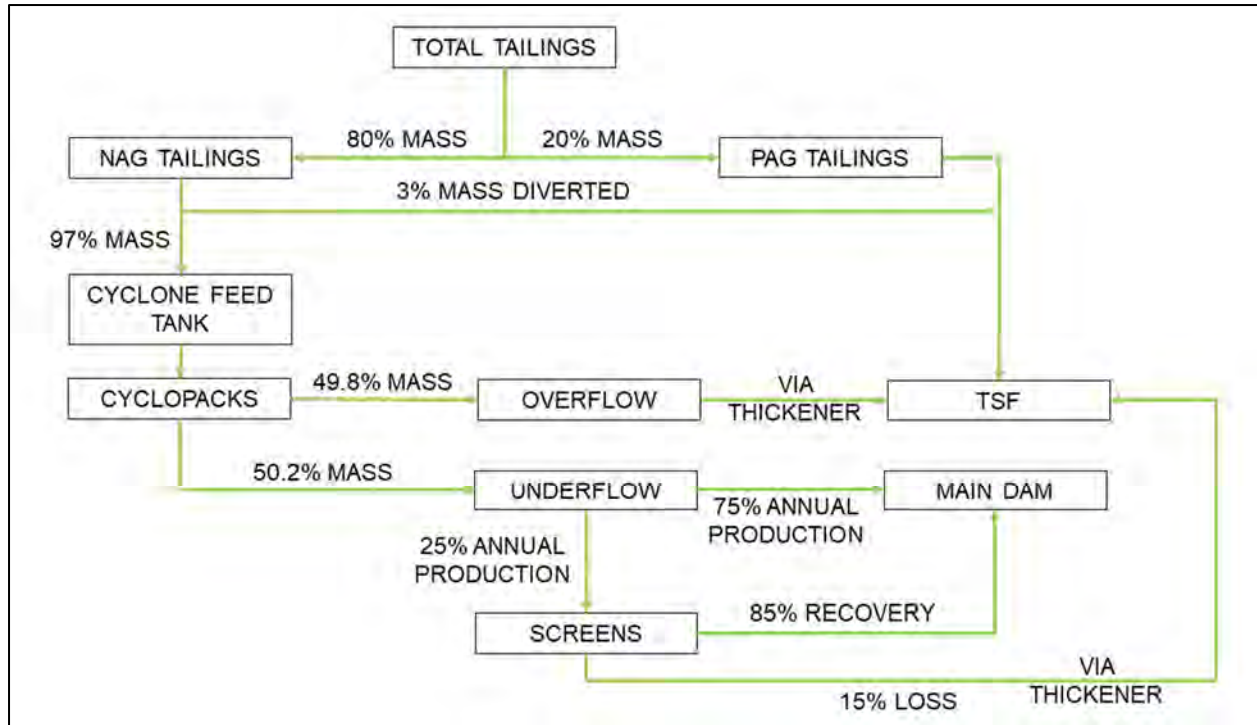 TOTAL TAILINGS
80% MASS
20% MASS
NAG TAILINGS
PAG TAILINGS
3% MASS DIVERTED
97% MASS
CYCLONE FEED
TANK
49.8% MASS
VIA
THICKENER
CYCLOPACKS
OVERFLOW
TSF
50.2% MASS
UNDERFLOW
MAIN DAM
75% ANNUAL
PRODUCTION
25% ANNUAL
PRODUCTION
85% RECOVERY
SCREENS
VIA
THICKENER
15% LOSS